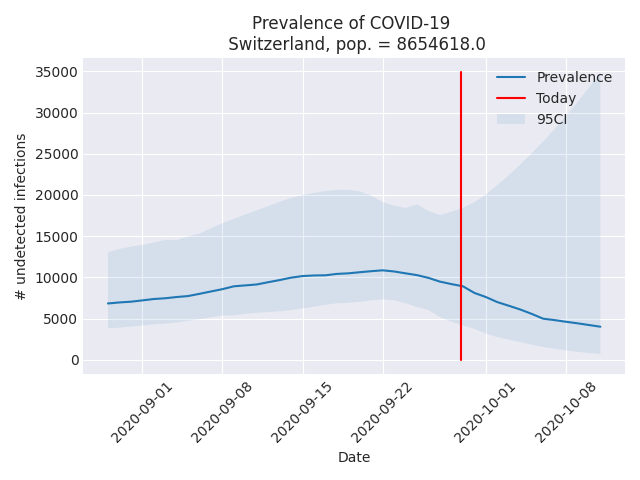 Prevalence of COVID-19
Switzerland, pop. = 8654618.0
35000
30000
25000
20000
15000
10000
5000
0
# undetected infections
Prevalence
Today
95CI
2020-09-01
2020-09-08
2020-09-15
2020-09-22
2020-10-01
2020-10-08
Date